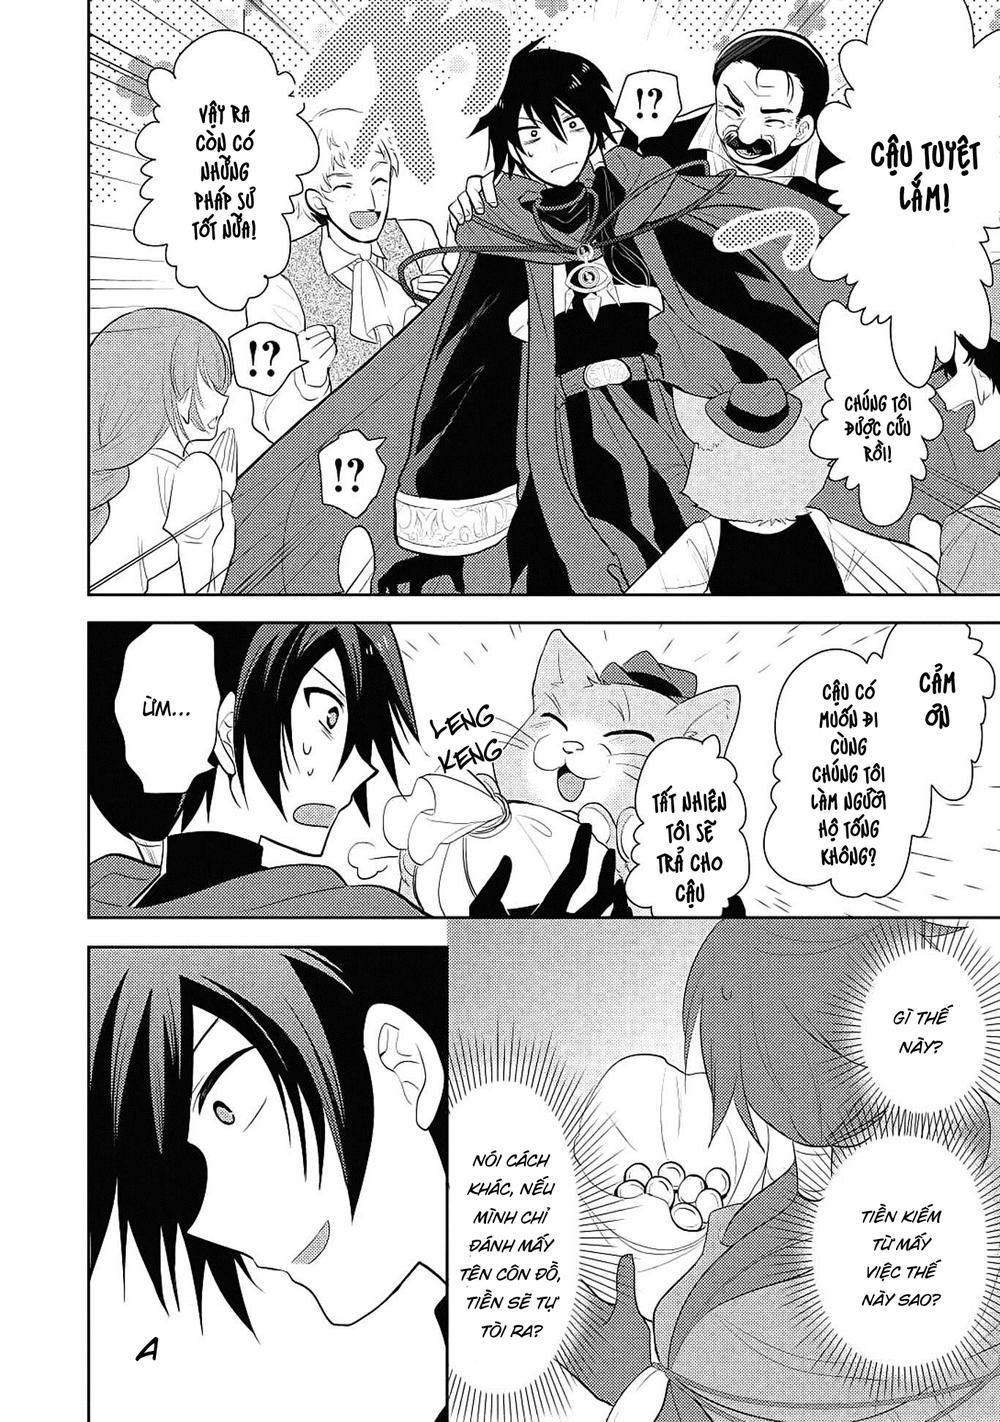 CẬU TUYỆT
LẮM!
!?
VẬY RA
CÒN CÓ
NHỮNG
PHÁP SƯ
TỐT NỮA!
!?
!?
CHÚNG TÔI
ĐƯỢC CỨU
RỒI!
CẢM
ƠN
CẬU CÓ
MUỐN ĐI
CÙNG
CHÚNG TÔI
LÀM NGƯỜI
HỘ TỐNG
KHÔNG?
TẤT NHIÊN
TÔI SẼ
TRẢ CHO
CẬU
LENG
KENG
ỪM...
GÌ THẾ
NÀY?
TIỀN KIẾM
TỪ MẤY
VIỆC THẾ
NÀY SAO?
NÓI CÁCH
KHÁC, NẾU
MÌNH CHỈ
ĐÁNH MẤY
TÊN CÔN ĐỒ,
TIỀN SẼ TỰ
TÒI RA?
A